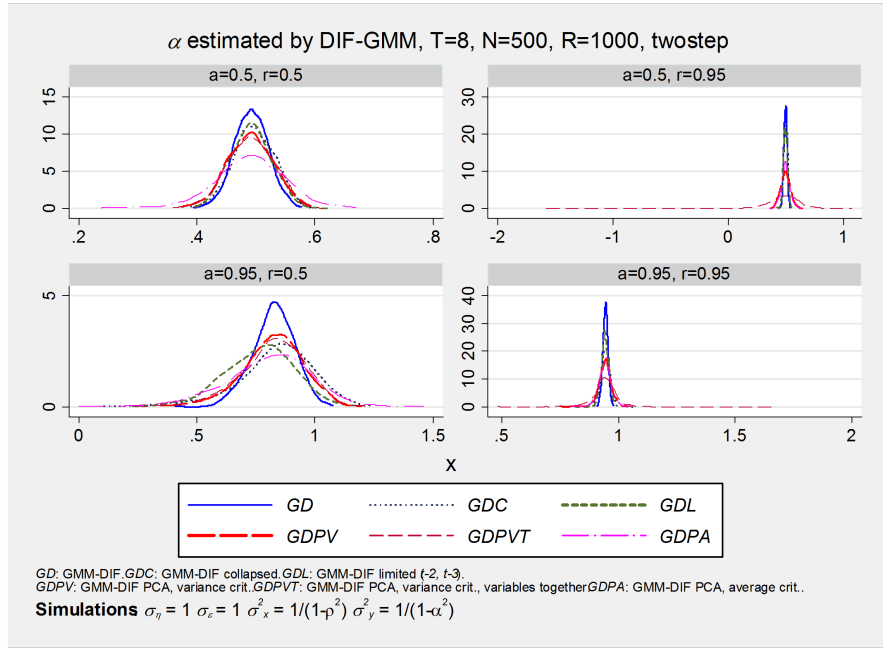 α estimated by DIF-GMM, T=8, N=500, R=1000, twostep
a=0.5, r=0.5
15
10
5
0
.2 .4 .6 .8
a=0.5, r=0.95
30
20
10
0
-2 -1 0 1
a=0.95, r=0.5
5
0
0 .5 1 1.5
a=0.95, r=0.95
40
30
20
10
0
.5 1 1.5 2
x
GD GDC GDL
GDPV GDPVT GDPA
GD: GMM-DIF.GDC: GMM-DIF collapsed.GDL: GMM-DIF limited (t-2, t-3).
GDPV: GMM-DIF PCA, variance crit..GDPVT: GMM-DIF PCA, variance crit., variables togetherGDPA: GMM-DIF PCA, average crit..
Simulations σ_η = 1 σ_ε = 1 σ²_x = 1/(1-ρ²) σ²_y = 1/(1-α²)